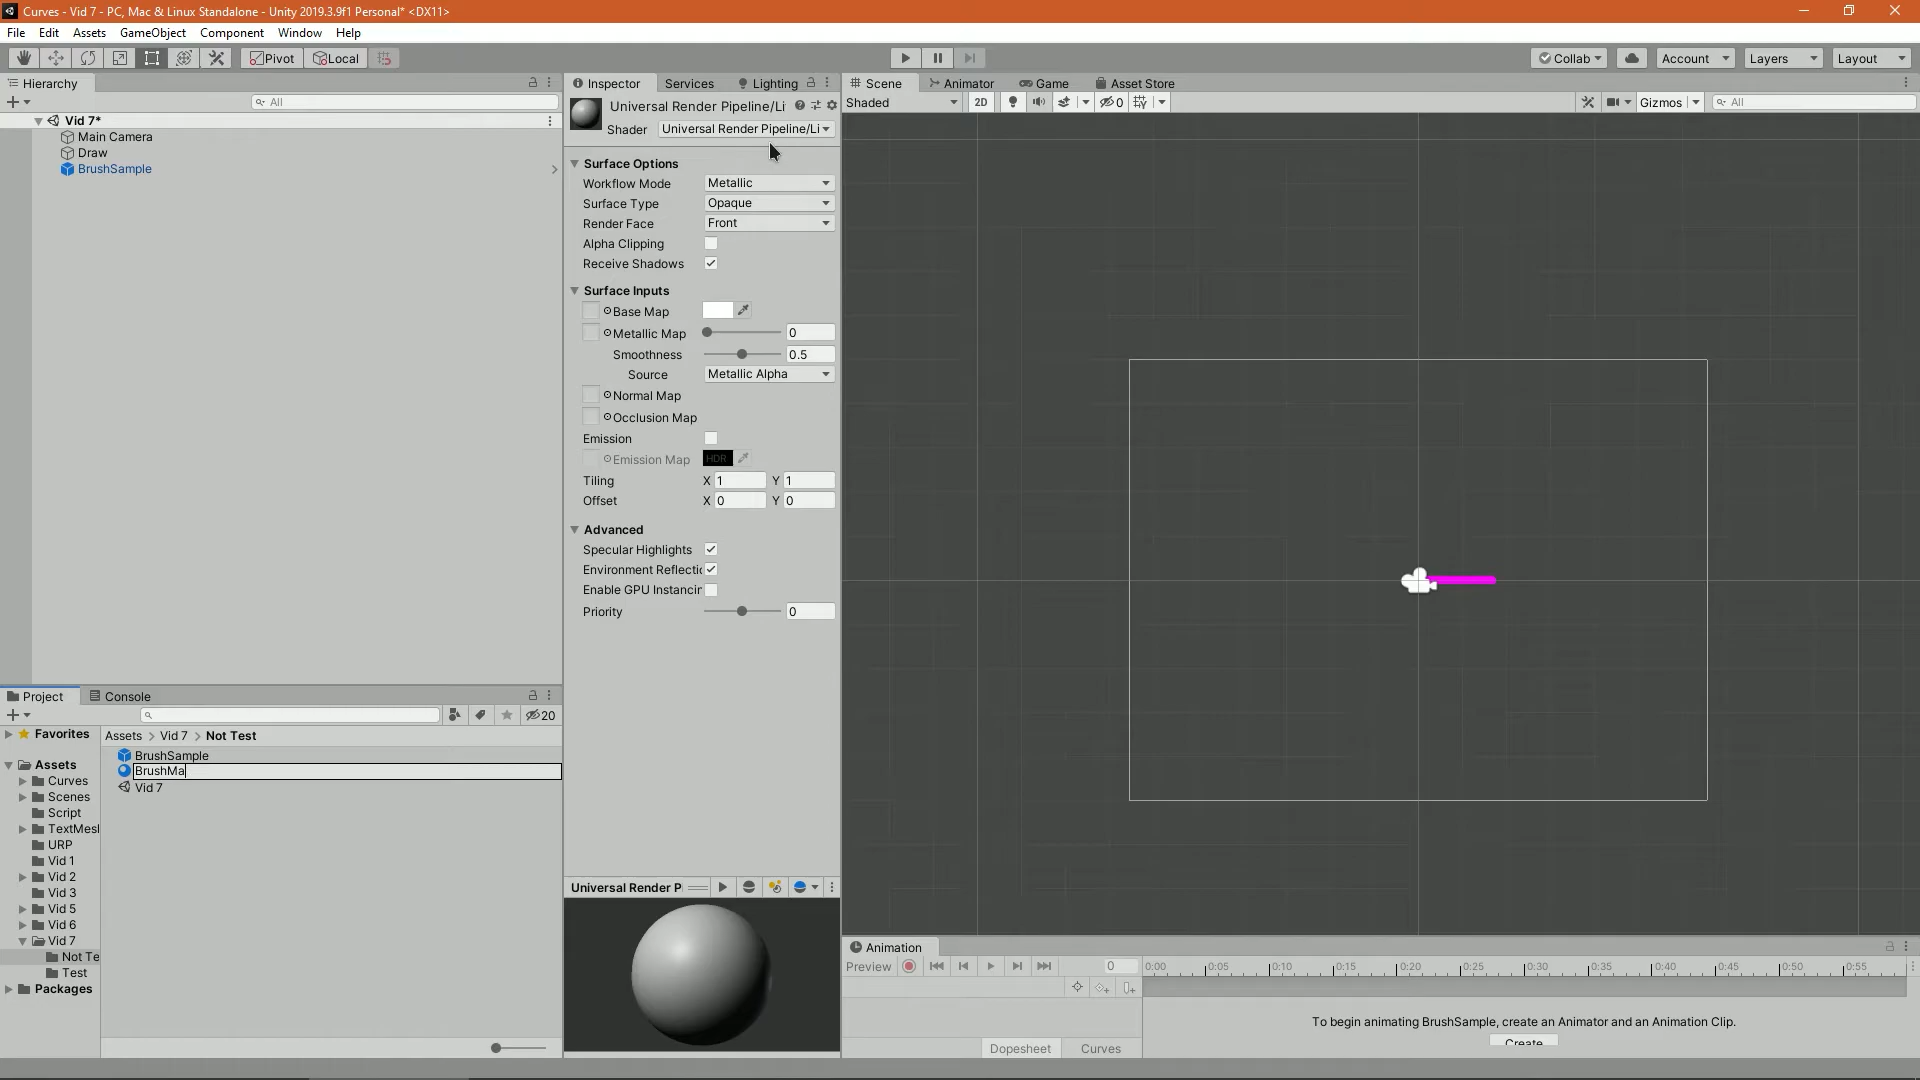 Curves - Vid 7 - PC, Mac & Linux Standalone - Unity 2019.3.9f1 Personal* <DX11>
File Edit Assets GameObject Component Window Help
Pivot Local Collab Account Layers Layout
Hierarchy
All
Vid 7*
Main Camera
Draw
BrushSample
Inspector Services Lighting
Universal Render Pipeline/Li
Shader Universal Render Pipeline/Li
Surface Options
Workflow Mode Metallic
Surface Type Opaque
Render Face Front
Alpha Clipping
Receive Shadows
Surface Inputs
Base Map
Metallic Map 0
Smoothness 0.5
Source Metallic Alpha
Normal Map
Occlusion Map
Emission
Emission Map HDR
Tiling X 1 Y 1
Offset X 0 Y 0
Advanced
Specular Highlights
Environment Reflectic
Enable GPU Instancin
Priority 0
Universal Render P
Scene Animator Game Asset Store
Shaded 2D 0 Gizmos All
Project Console
20
Favorites
Assets
Curves
Scenes
Script
TextMesl
URP
Vid 1
Vid 2
Vid 3
Vid 5
Vid 6
Vid 7
Not Te
Test
Packages
Assets > Vid 7 > Not Test
BrushSample
BrushMa
Vid 7
Animation
Preview 0 0:00 0:05 0:10 0:15 0:20 0:25 0:30 0:35 0:40 0:45 0:50 0:55
To begin animating BrushSample, create an Animator and an Animation Clip.
Create
Dopesheet Curves